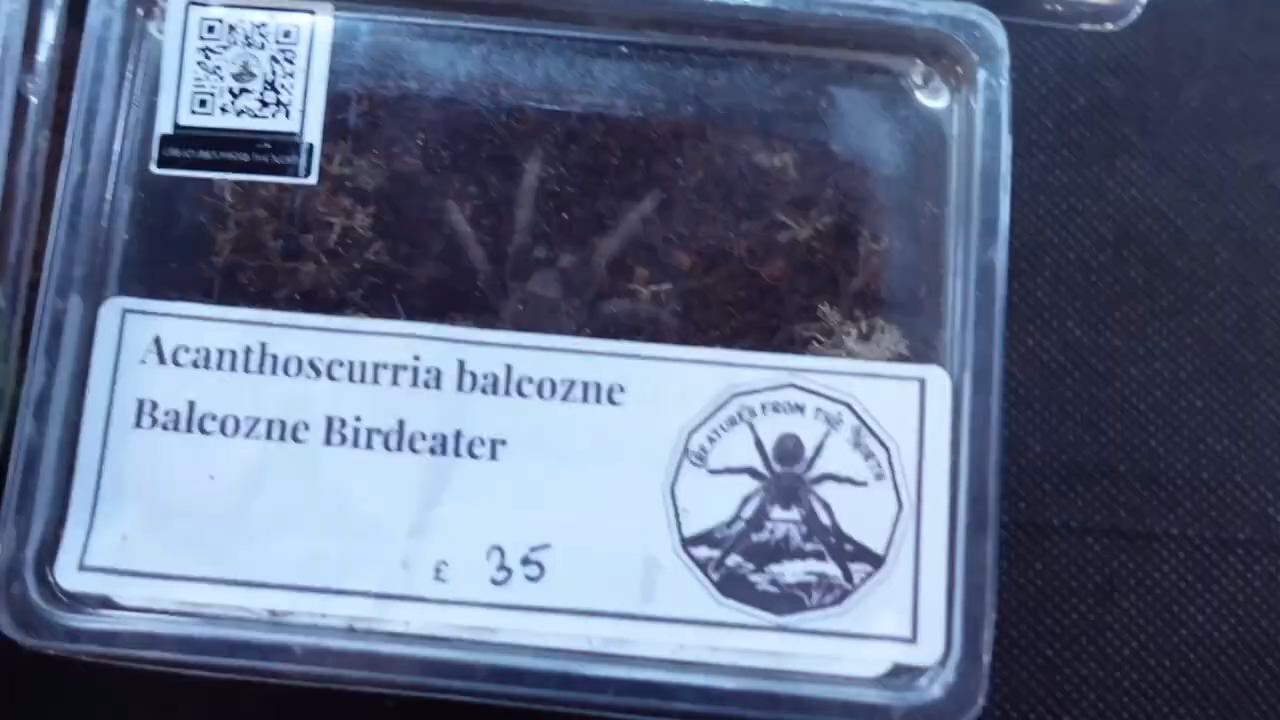 Acanthoscurria balcozne
Balcozne Birdeater
£ 35
CREATURES FROM THE NORTH